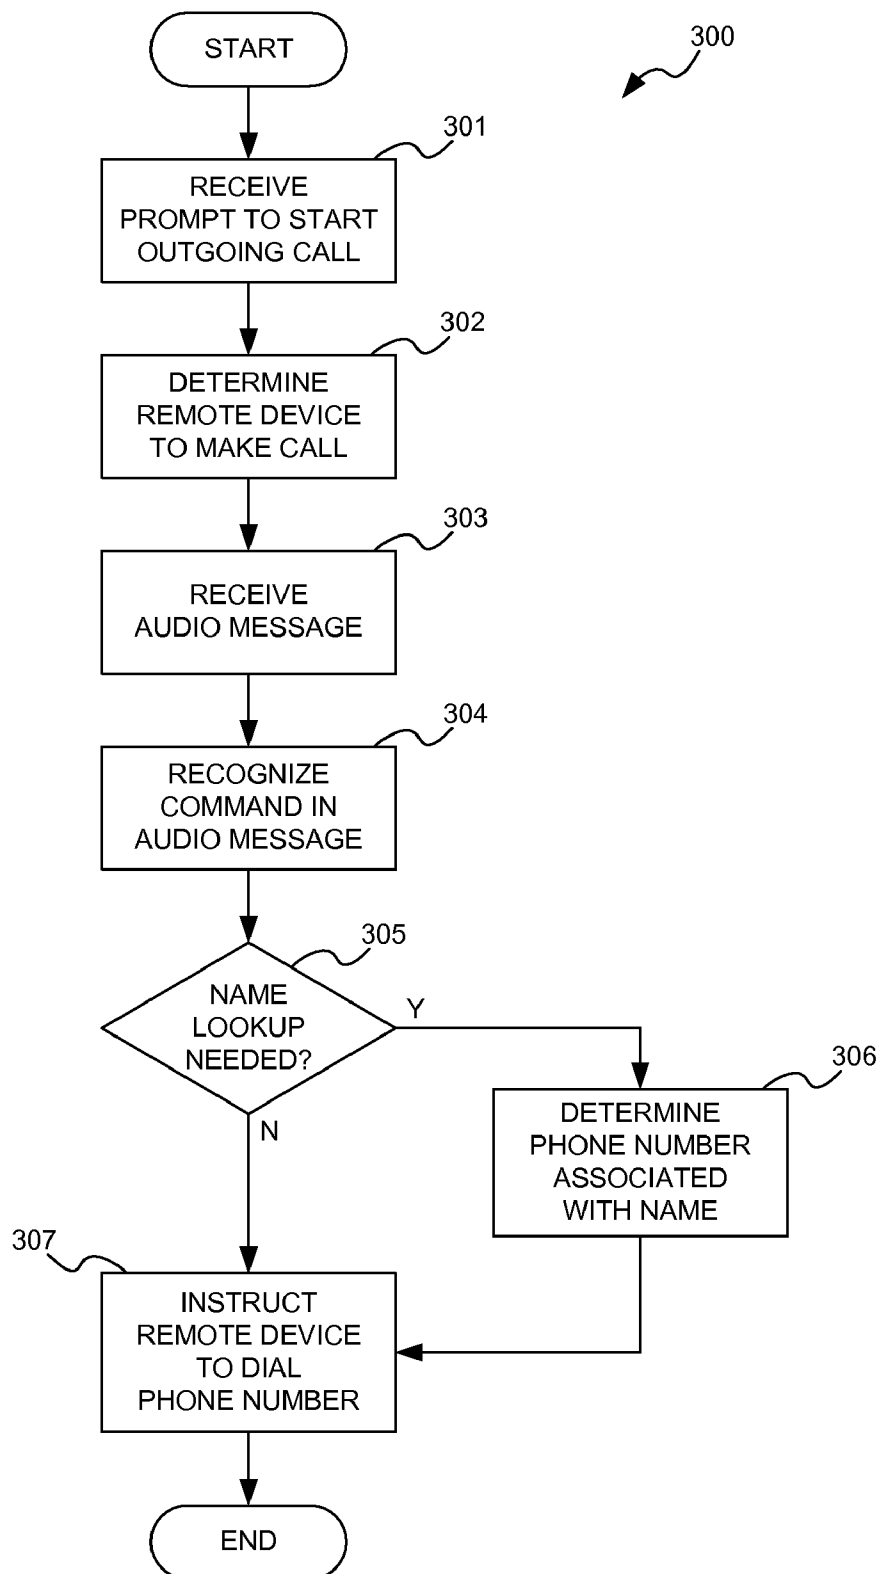 START
300
301
RECEIVE
PROMPT TO START
OUTGOING CALL
302
DETERMINE
REMOTE DEVICE
TO MAKE CALL
303
RECEIVE
AUDIO MESSAGE
304
RECOGNIZE
COMMAND IN
AUDIO MESSAGE
305
NAME
LOOKUP
NEEDED?
Y
N
306
DETERMINE
PHONE NUMBER
ASSOCIATED
WITH NAME
307
INSTRUCT
REMOTE DEVICE
TO DIAL
PHONE NUMBER
END